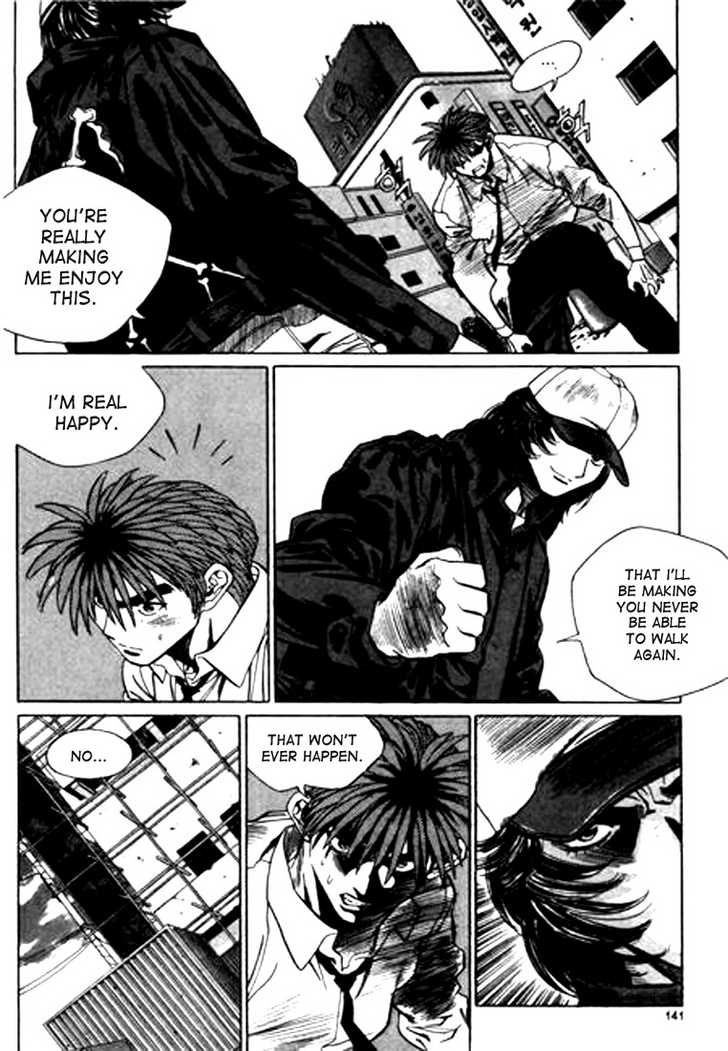 ...
YOU'RE
REALLY
MAKING
ME ENJOY
THIS.
I'M REAL
HAPPY.
THAT I'LL
BE MAKING
YOU NEVER
BE ABLE
TO WALK
AGAIN.
NO...
THAT WON'T
EVER HAPPEN.
141